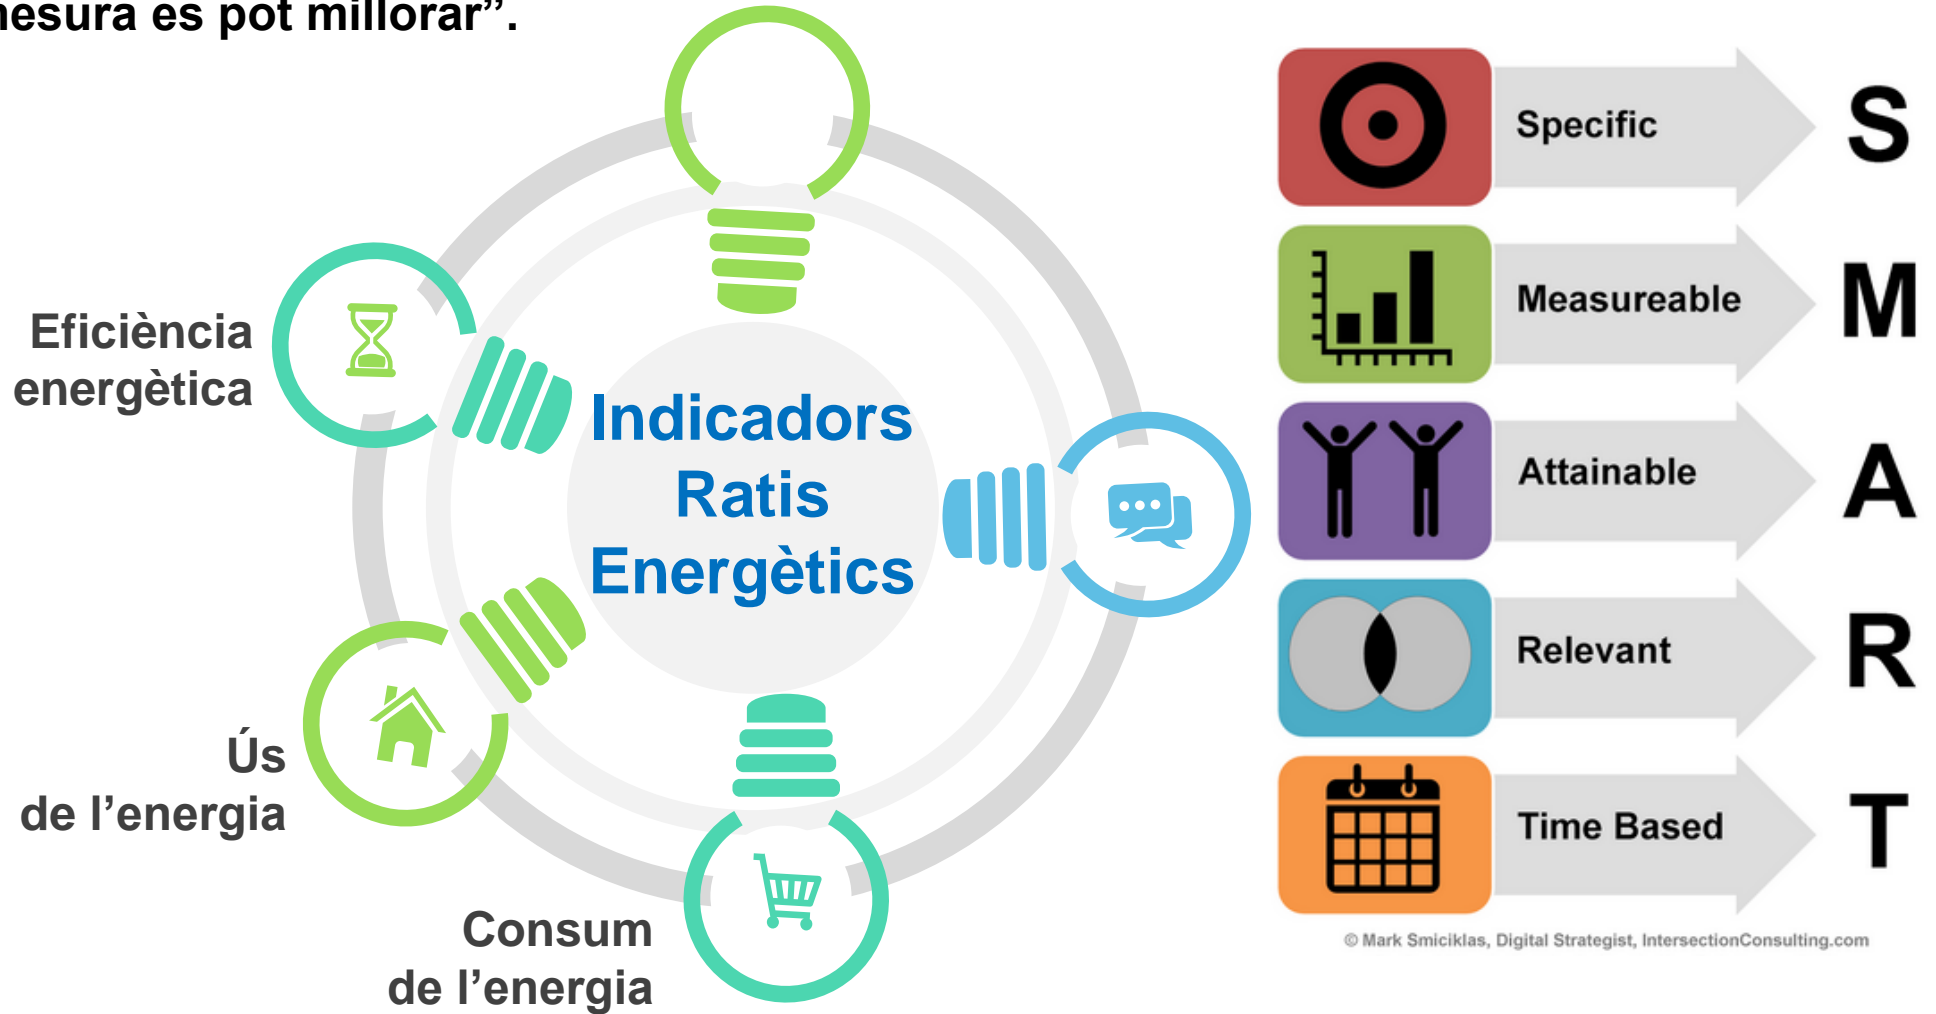 mesura es pot millorar”.
Eficiència
energètica
Ús
de l’energia
Consum
de l’energia
Indicadors
Ratis
Energètics
Specific
S
Measureable
M
Attainable
A
Relevant
R
Time Based
T
© Mark Smiciklas, Digital Strategist, IntersectionConsulting.com